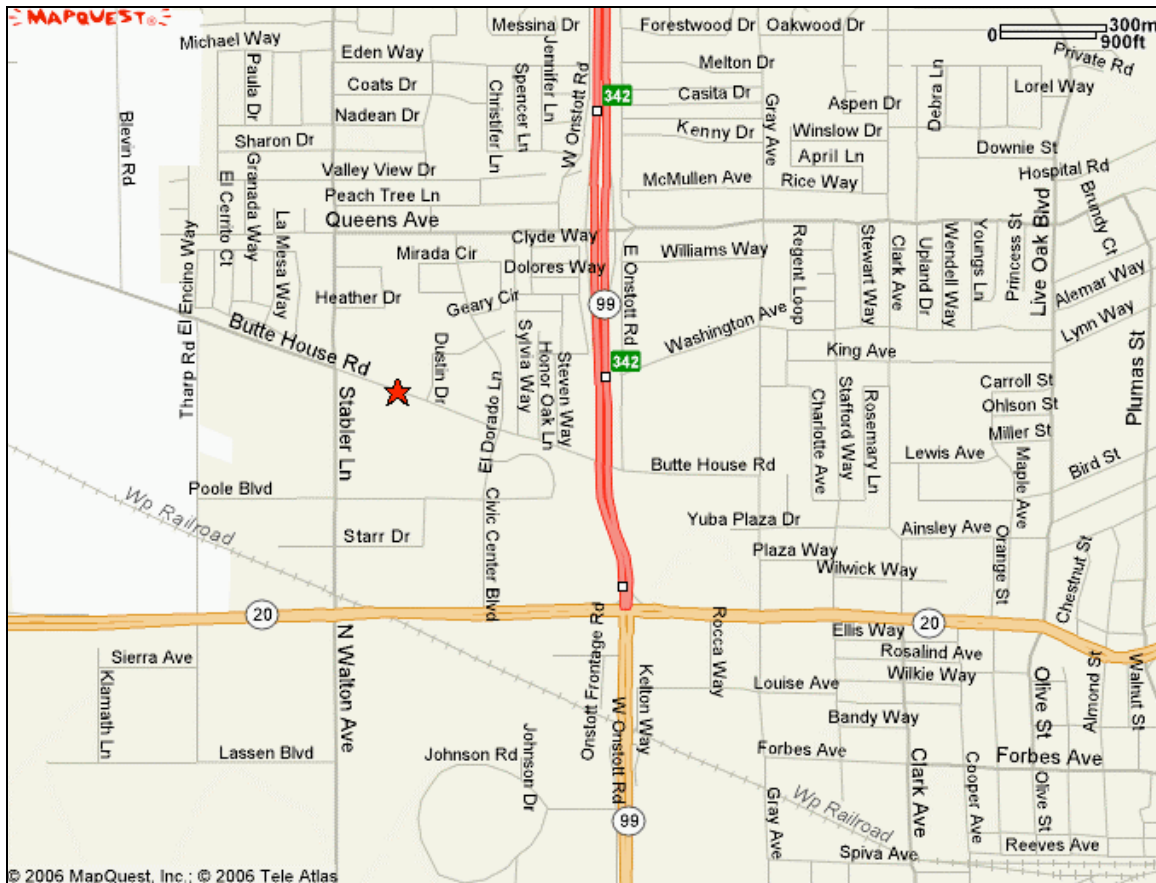 MAPQUEST
300m
0
900ft
Messina Dr
Forestwood Dr
Oakwood Dr
Michael Way
Eden Way
Jennifer Ln
Spencer Ln
W Onstott Rd
Melton Dr
Private Rd
Paula Dr
Coats Dr
Christifer Ln
342
Casita Dr
Gray Ave
Aspen Dr
Debra Ln
Lorel Way
Blevin Rd
Nadean Dr
Kenny Dr
Winslow Dr
Sharon Dr
April Ln
Downie St
Valley View Dr
McMullen Ave
Rice Way
Hospital Rd
El Cerrito Ct
Granada Way
Peach Tree Ln
Live Oak Blvd
Brundy Ct
La Mesa Way
Queens Ave
Clyde Way
E Onstott Rd
Williams Way
Regent Loop
Stewart Way
Clark Ave
Upland Dr
Wendell Way
Youngs Ln
Princess St
Mirada Cir
Dolores Way
Alemar Way
Tharp Rd El Encino Way
Heather Dr
Geary Cir
99
Lynn Way
Butte House Rd
Washington Ave
Dustin Dr
Sylvia Way
Honor Oak Ln
Steven Way
342
King Ave
Plumas St
Stabler Ln
El Dorado Ln
Charlotte Ave
Stafford Way
Rosemary Ln
Carroll St
Ohlson St
Miller St
Lewis Ave
Maple Ave
Bird St
Butte House Rd
Poole Blvd
Wp Railroad
Civic Center Blvd
Yuba Plaza Dr
Ainsley Ave
Starr Dr
Plaza Way
Orange St
Chestnut St
Wilwick Way
20
Onstott Frontage Rd
Rocca Way
20
N Walton Ave
Ellis Way
Sierra Ave
Rosalind Ave
Klamath Ln
Kelton Way
Wilkie Way
Louise Ave
Olive St
Almond St
Walnut St
W Onstott Rd
Bandy Way
Lassen Blvd
Johnson Rd
Johnson Dr
Forbes Ave
Clark Ave
Cooper Ave
Forbes Ave
Wp Railroad
Olive St
99
Gray Ave
Reeves Ave
Spiva Ave
© 2006 MapQuest, Inc.; © 2006 Tele Atlas